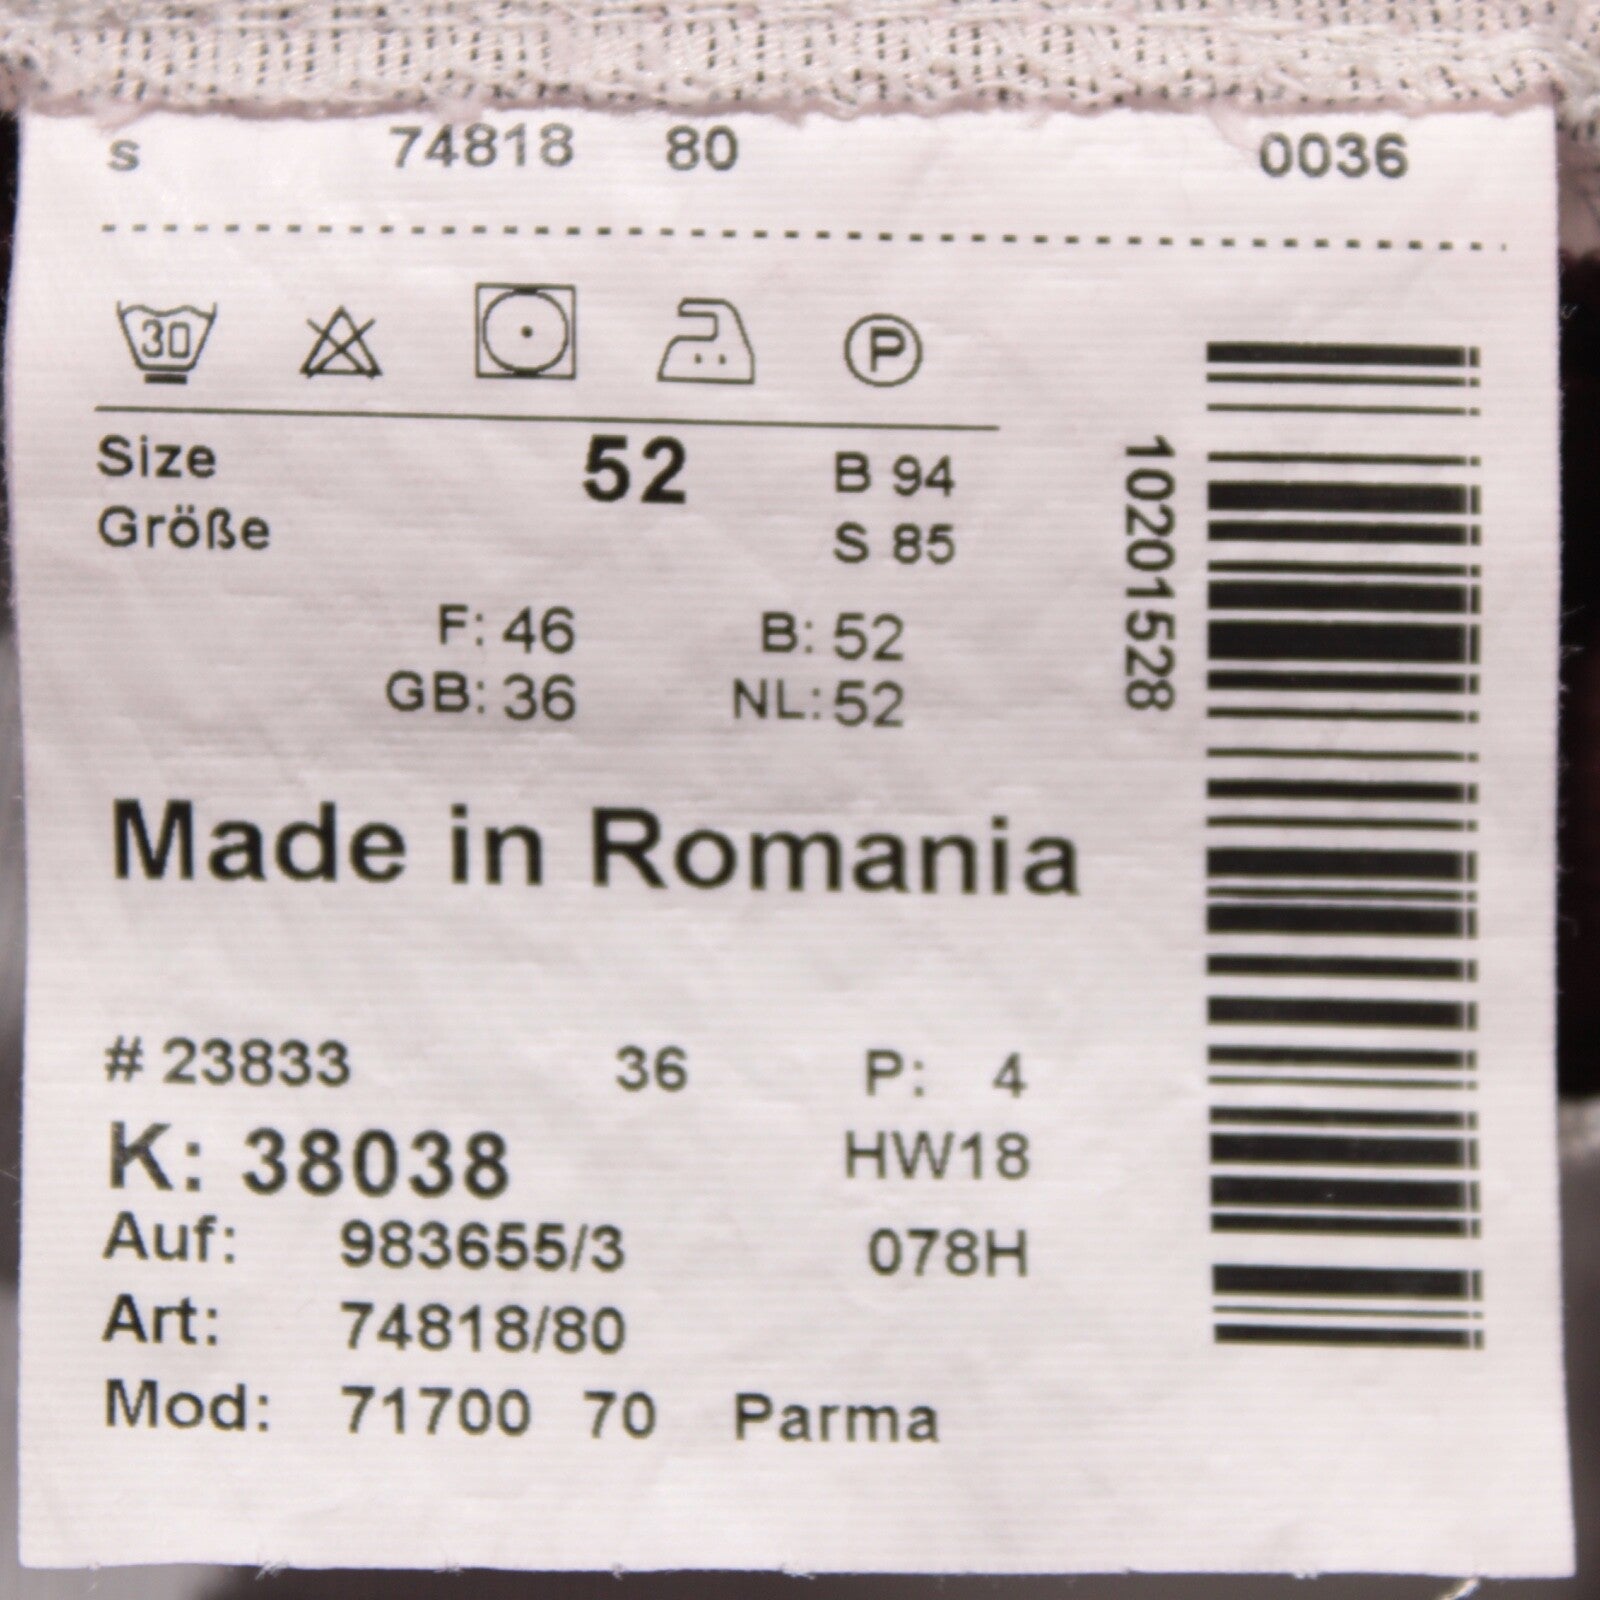 s 74818 80 0036
30 P
Size 52 B 94
Größe S 85
F: 46 B: 52
GB: 36 NL: 52
10201528
Made in Romania
# 23833 36 P: 4
K: 38038 HW18
Auf: 983655/3 078H
Art: 74818/80
Mod: 71700 70 Parma